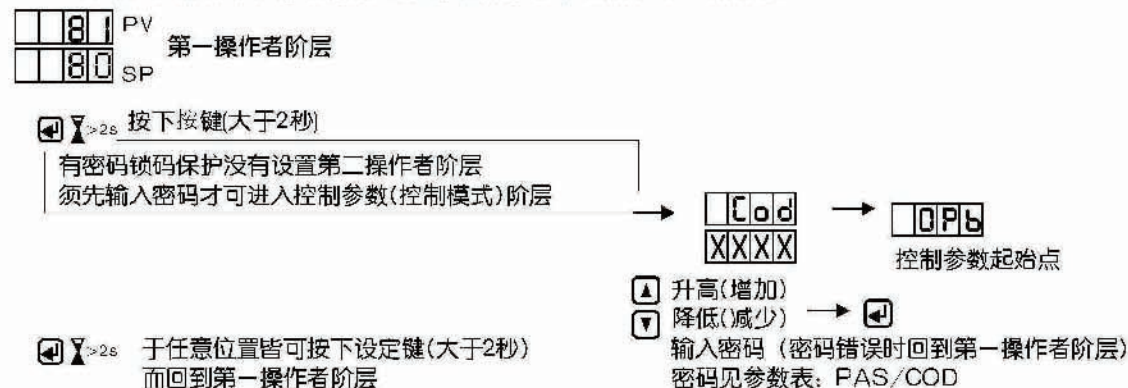 81 PV
80 SP
第一操作者阶层
>2s 按下按键(大于2秒)
有密码锁码保护没有设置第二操作者阶层
须先输入密码才可进入控制参数(控制模式)阶层
Cod
XXXX
OPb
控制参数起始点
升高(增加)
降低(减少)
输入密码 (密码错误时回到第一操作者阶层)
密码见参数表: PAS/COD
>2s 于任意位置皆可按下设定键(大于2秒)
而回到第一操作者阶层